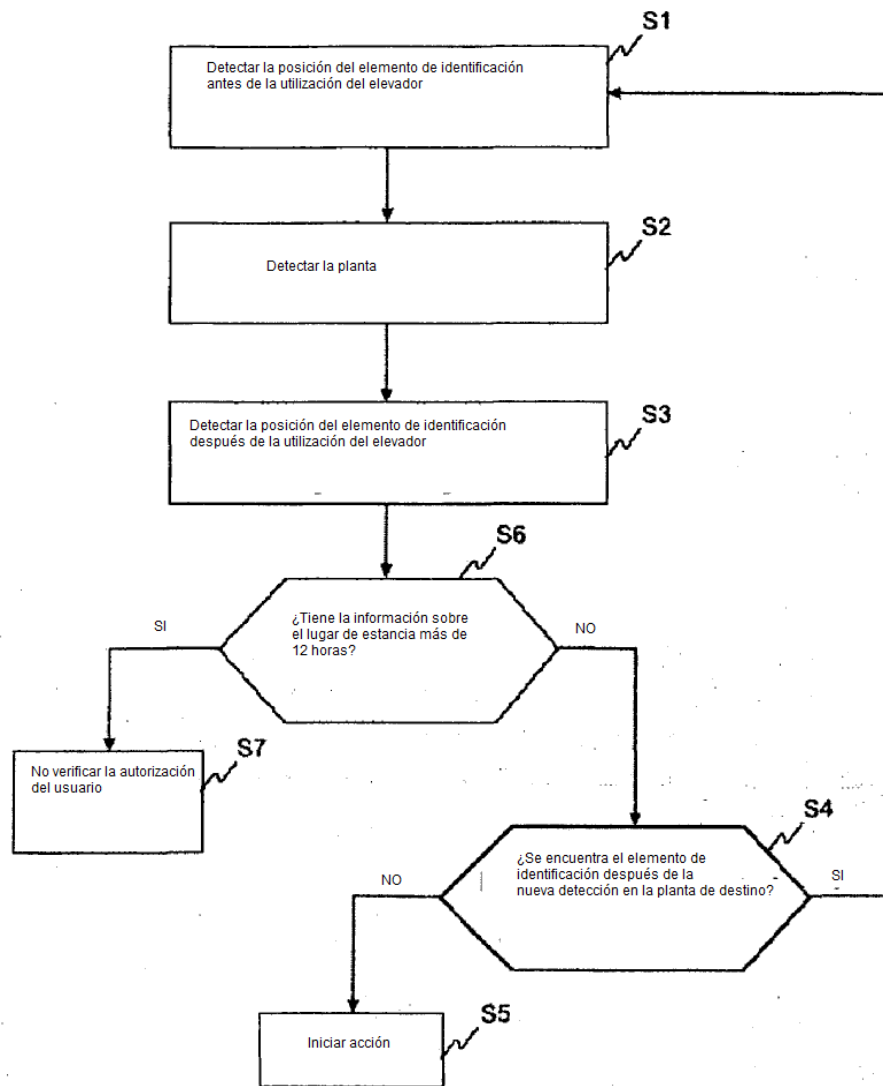 S1
Detectar la posición del elemento de identificación
antes de la utilización del elevador
S2
Detectar la planta
S3
Detectar la posición del elemento de identificación
después de la utilización del elevador
S6
¿Tiene la información sobre
el lugar de estancia más de
12 horas?
SI
NO
S7
No verificar la autorización
del usuario
S4
¿Se encuentra el elemento de
identificación después de la
nueva detección en la planta de destino?
NO
SI
S5
Iniciar acción